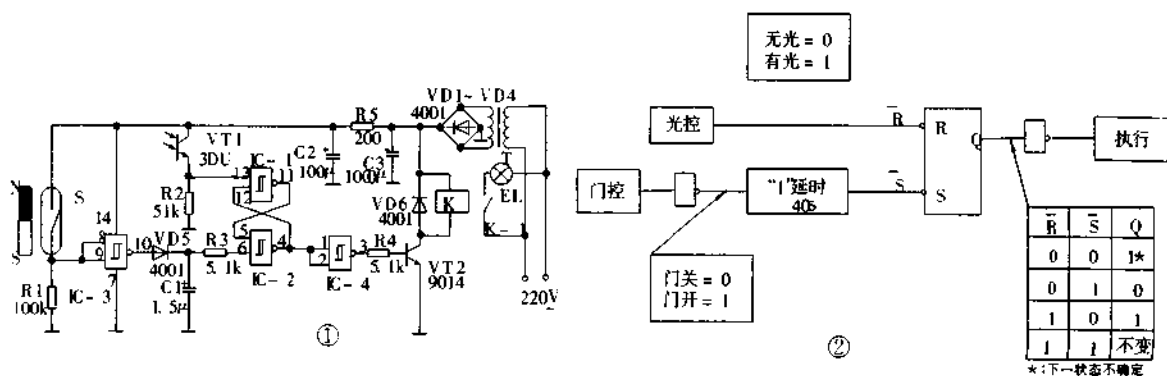 VD1~VD4
4001
R5
200
VT1
3DU
IC-1
13
11
12
C2
100μ
C3
100μ
T
EL
N
S
S
R2
51k
VD6
4001
K
K-1
14
8
9
10
7
VD5
4001
R3
5.1k
5
6
4
1
2
3
R4
5.1k
VT2
9014
R1
100k
IC-3
C1
1.5μ
IC-2
IC-4
220V
~
①
无光=0
有光=1
光控
R
R
Q
执行
门控
"1"延时
40s
S
S
门关=0
门开=1
R S Q
0 0 1*
0 1 0
1 0 1
1 1 不变
*:下一状态不确定
②